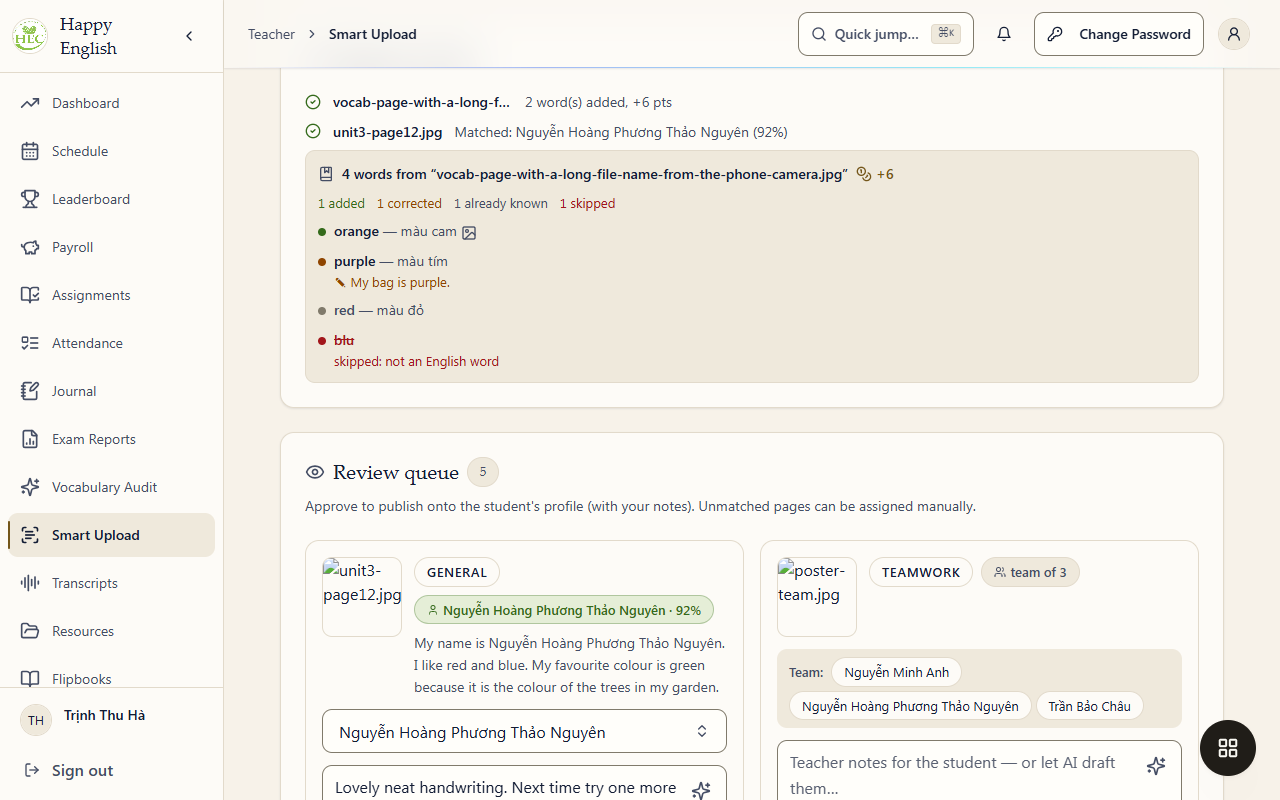 HEC
Happy
English
Teacher
Smart Upload
Quick jump...
⌘K
Change Password
Dashboard
Schedule
Leaderboard
Payroll
Assignments
Attendance
Journal
Exam Reports
Vocabulary Audit
Smart Upload
Transcripts
Resources
Flipbooks
TH
Trịnh Thu Hà
Sign out
vocab-page-with-a-long-f... 2 word(s) added, +6 pts
unit3-page12.jpg Matched: Nguyễn Hoàng Phương Thảo Nguyên (92%)
4 words from “vocab-page-with-a-long-file-name-from-the-phone-camera.jpg” +6
1 added 1 corrected 1 already known 1 skipped
orange — màu cam
purple — màu tím
My bag is purple.
red — màu đỏ
blu
skipped: not an English word
Review queue 5
Approve to publish onto the student's profile (with your notes). Unmatched pages can be assigned manually.
unit3-
page12.jpg
GENERAL
Nguyễn Hoàng Phương Thảo Nguyên · 92%
My name is Nguyễn Hoàng Phương Thảo Nguyên.
I like red and blue. My favourite colour is green
because it is the colour of the trees in my garden.
Nguyễn Hoàng Phương Thảo Nguyên
Lovely neat handwriting. Next time try one more
poster-
team.jpg
TEAMWORK
team of 3
Team: Nguyễn Minh Anh
Nguyễn Hoàng Phương Thảo Nguyên Trần Bảo Châu
Teacher notes for the student — or let AI draft
them...